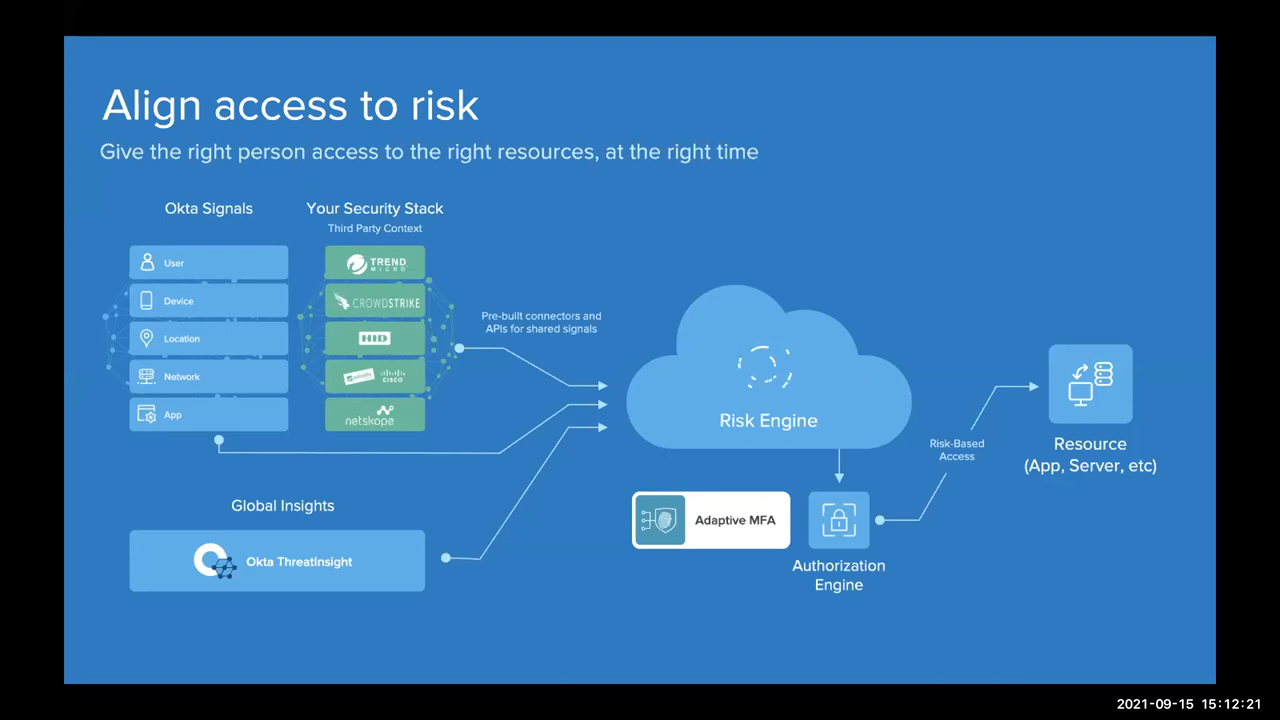 Align access to risk
Give the right person access to the right resources, at the right time
Okta Signals
User
Device
Location
Network
App
Your Security Stack
Third Party Context
TREND
MICRO
CROWDSTRIKE
HID
CISCO
netskope
Pre-built connectors and
APIs for shared signals
Global Insights
Okta ThreatInsight
Risk Engine
Adaptive MFA
Authorization
Engine
Risk-Based
Access
Resource
(App, Server, etc)
2021-09-15 15:12:21